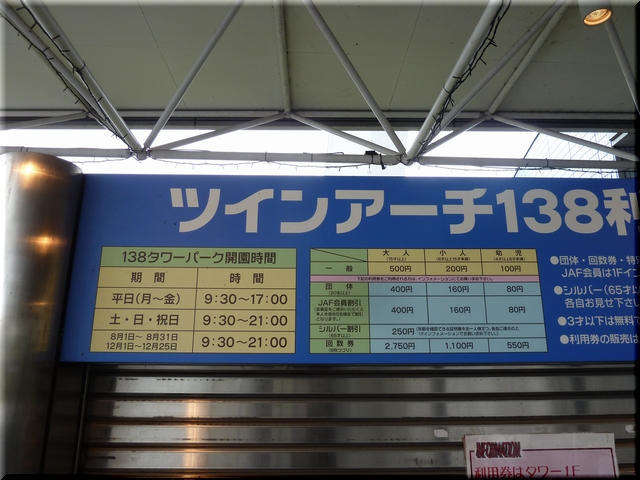 ツインアーチ138利
138タワーパーク開園時間
期間 時間
平日(月～金) 9:30～17:00
土・日・祝日 9:30～21:00
8月1日～ 8月31日
12月1日～12月25日 9:30～21:00
大人 小人 幼児
一般 500円 200円 100円
団体 400円 160円 80円
JAF会員割引 400円 160円 80円
シルバー割引 250円
回数券 2,750円 1,100円 550円
●団体・回数券・特
JAF会員は1Fイン
●シルバー(65才以
各自お見せ下さ
●3才以下は無料で
●利用券の販売は
INFORMATION
利用券はタワー1F